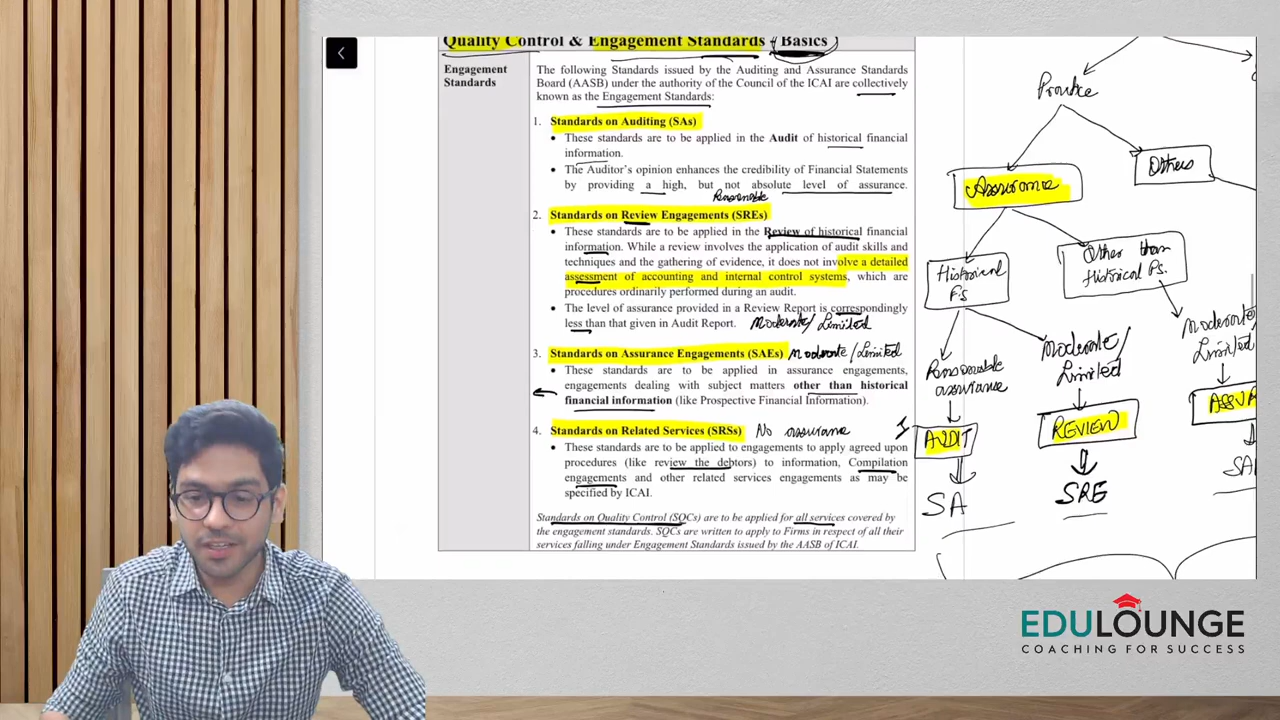 Quality Control & Engagement Standards (Basics)
Engagement
Standards
The following Standards issued by the Auditing and Assurance Standards
Board (AASB) under the authority of the Council of the ICAI are collectively
known as the Engagement Standards:
1. Standards on Auditing (SAs)
• These standards are to be applied in the Audit of historical financial
information.
• The Auditor's opinion enhances the credibility of Financial Statements
by providing a high, but not absolute level of assurance.
Reasonable
2. Standards on Review Engagements (SREs)
• These standards are to be applied in the Review of historical financial
information. While a review involves the application of audit skills and
techniques and the gathering of evidence, it does not involve a detailed
assessment of accounting and internal control systems, which are
procedures ordinarily performed during an audit.
• The level of assurance provided in a Review Report is correspondingly
less than that given in Audit Report. Moderate/Limited
3. Standards on Assurance Engagements (SAEs) Moderate/Limited
• These standards are to be applied in assurance engagements,
engagements dealing with subject matters other than historical
financial information (like Prospective Financial Information).
4. Standards on Related Services (SRSs) No assurance
• These standards are to be applied to engagements to apply agreed upon
procedures (like review the debtors) to information, Compilation
engagements and other related services engagements as may be
specified by ICAI.
Standards on Quality Control (SQCs) are to be applied for all services covered by
the engagement standards. SQCs are written to apply to Firms in respect of all their
services falling under Engagement Standards issued by the AASB of ICAI.
Practice
Assurance
Others
Historical
FS
Other than
Historical FS.
Reasonable
assurance
Moderate/
Limited
Moderate/
Limited
AUDIT
REVIEW
ASSU
SA
SRE
SA
EDULOUNGE
COACHING FOR SUCCESS